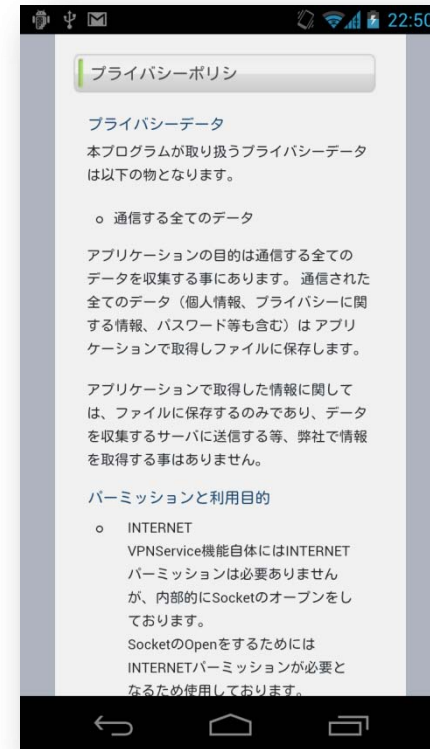 22:50
プライバシーポリシ
プライバシーデータ
本プログラムが取り扱うプライバシーデータ
は以下の物となります。
通信する全てのデータ
アプリケーションの目的は通信する全ての
データを収集する事にあります。 通信された
全てのデータ（個人情報、プライバシーに関
する情報、パスワード等も含む）は アプリ
ケーションで取得しファイルに保存します。
アプリケーションで取得した情報に関して
は、ファイルに保存するのみであり、データ
を収集するサーバに送信する等、弊社で情報
を取得する事はありません。
パーミッションと利用目的
INTERNET
VPNService機能自体にはINTERNET
パーミッションは必要ありません
が、内部的にSocketのオープンをし
ております。
SocketのOpenをするためには
INTERNETパーミッションが必要と
なるため使用しております。